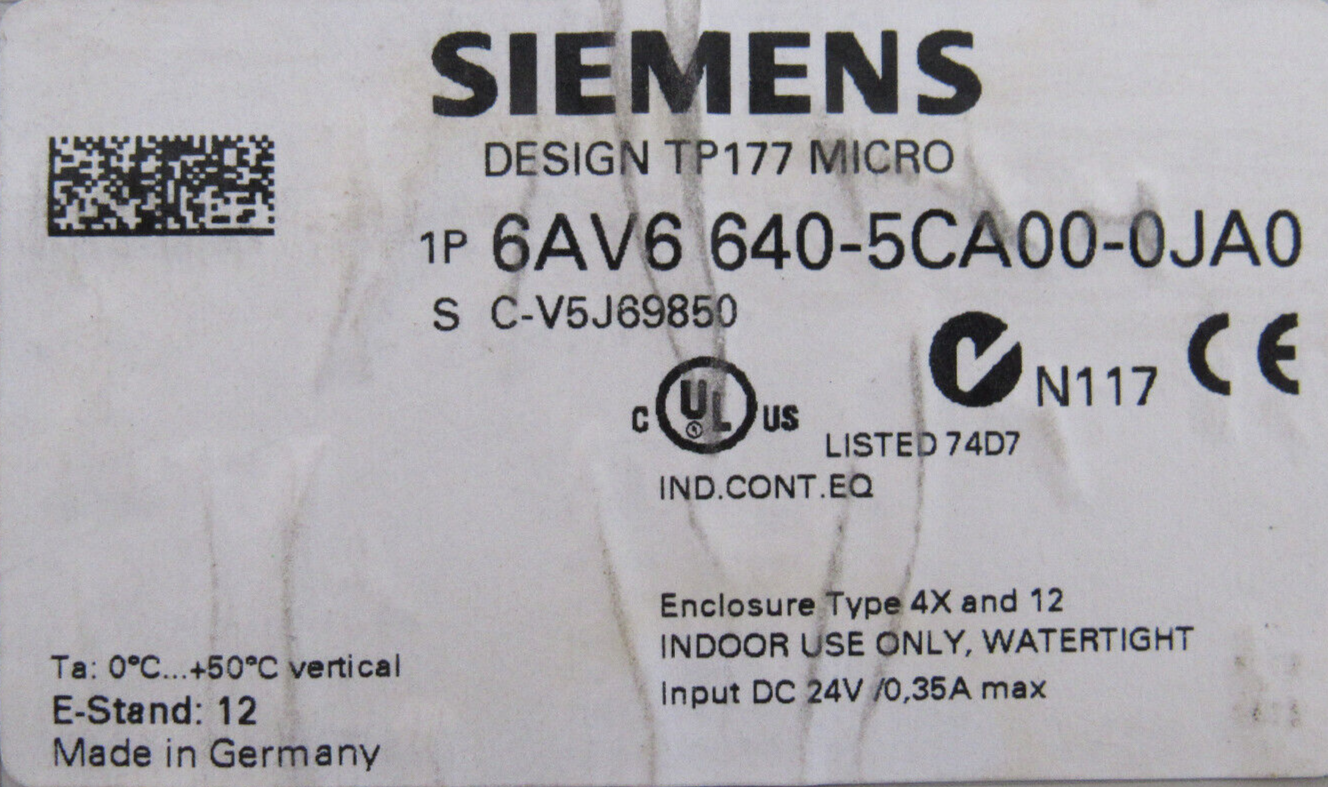 SIEMENS
DESIGN TP177 MICRO
1P 6AV6 640-5CA00-0JA0
S C-V5J69850
N117 CE
C UL US
LISTED 74D7
IND.CONT.EQ
Enclosure Type 4X and 12
INDOOR USE ONLY, WATERTIGHT
Input DC 24V /0,35A max
Ta: 0°C...+50°C vertical
E-Stand: 12
Made in Germany